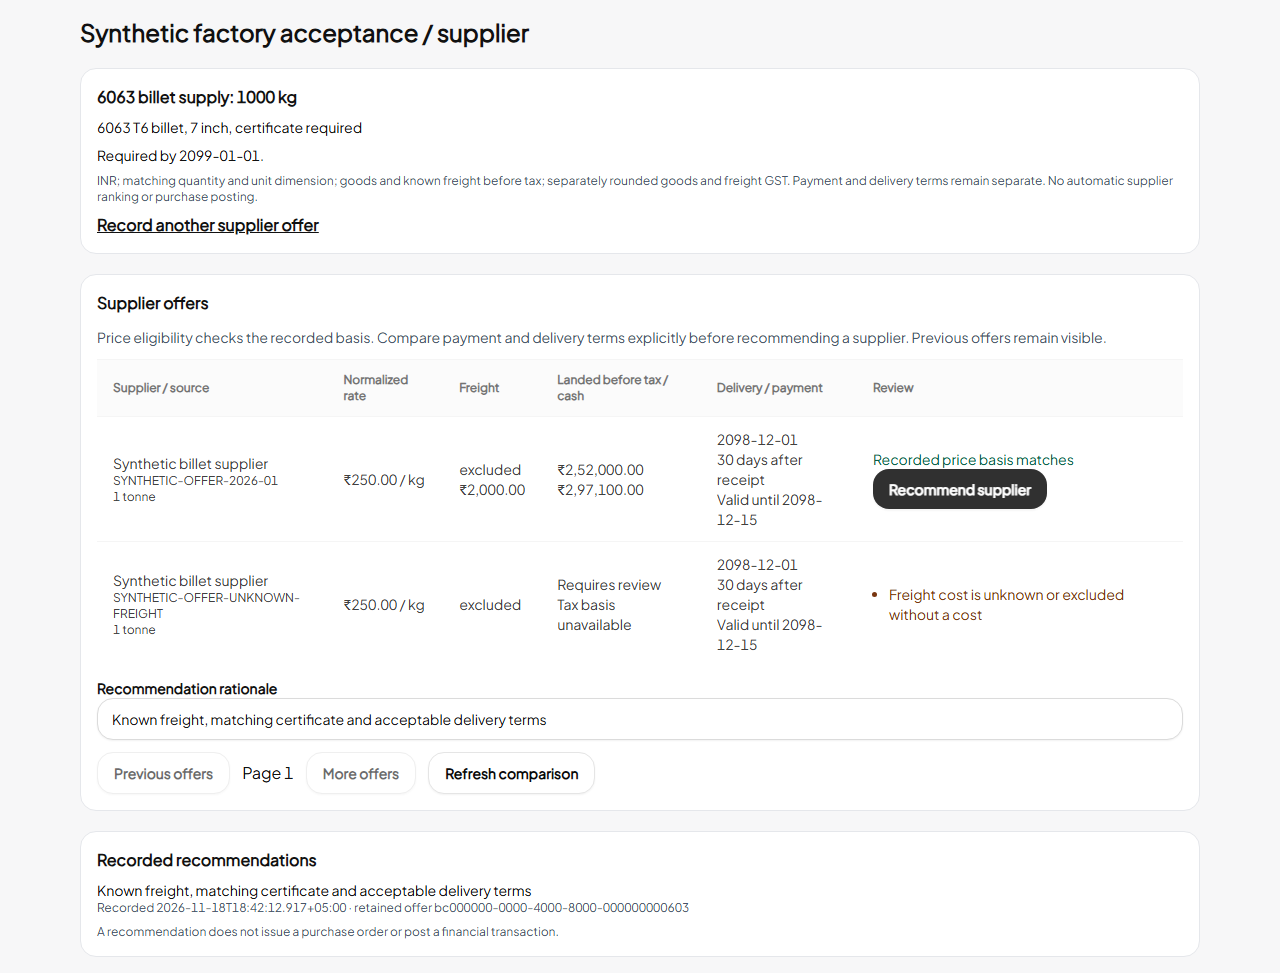 Synthetic factory acceptance / supplier
6063 billet supply: 1000 kg
6063 T6 billet, 7 inch, certificate required
Required by 2099-01-01.
INR; matching quantity and unit dimension; goods and known freight before tax; separately rounded goods and freight GST. Payment and delivery terms remain separate. No automatic supplier
ranking or purchase posting.
Record another supplier offer
Supplier offers
Price eligibility checks the recorded basis. Compare payment and delivery terms explicitly before recommending a supplier. Previous offers remain visible.
Supplier / source
Normalized
rate
Freight
Landed before tax /
cash
Delivery / payment
Review
Synthetic billet supplier
SYNTHETIC-OFFER-2026-01
1 tonne
₹250.00 / kg
excluded
₹2,000.00
₹2,52,000.00
₹2,97,100.00
2098-12-01
30 days after
receipt
Valid until 2098-
12-15
Recorded price basis matches
Recommend supplier
Synthetic billet supplier
SYNTHETIC-OFFER-UNKNOWN-
FREIGHT
1 tonne
₹250.00 / kg
excluded
Requires review
Tax basis
unavailable
2098-12-01
30 days after
receipt
Valid until 2098-
12-15
• Freight cost is unknown or excluded
without a cost
Recommendation rationale
Known freight, matching certificate and acceptable delivery terms
Previous offers
Page 1
More offers
Refresh comparison
Recorded recommendations
Known freight, matching certificate and acceptable delivery terms
Recorded 2026-11-18T18:42:12.917+05:00 · retained offer bc000000-0000-4000-8000-000000000603
A recommendation does not issue a purchase order or post a financial transaction.